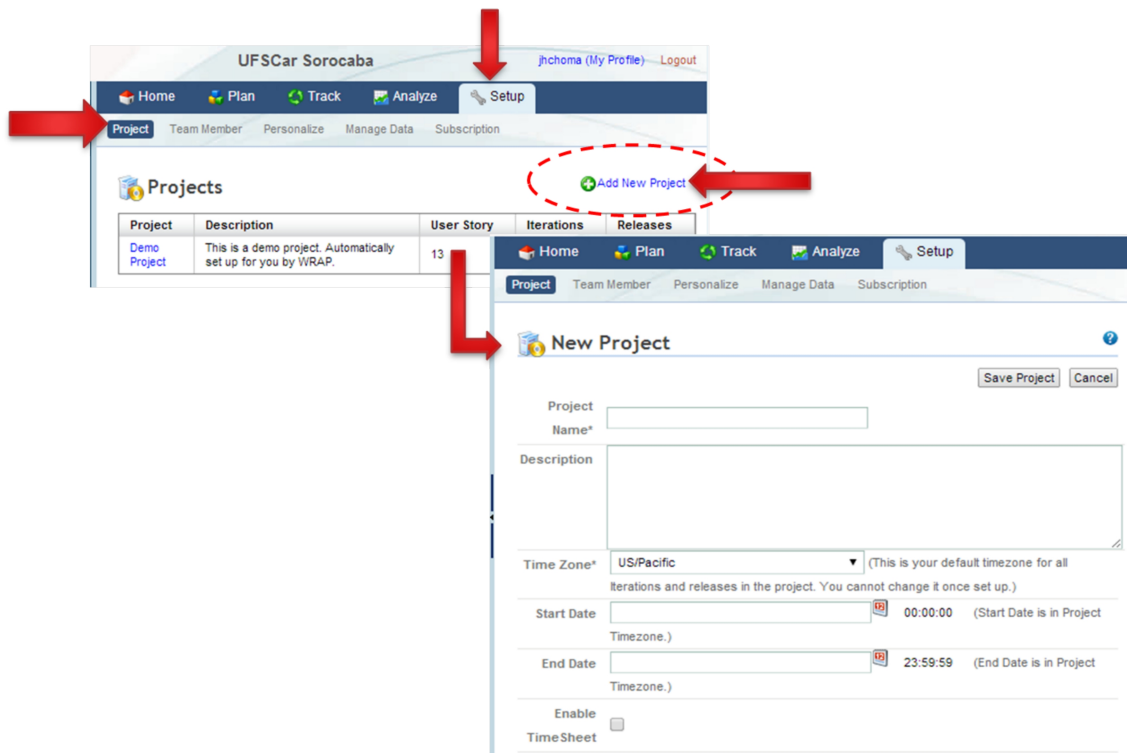 UFSCar Sorocaba
jhchoma (My Profile) Logout
Home Plan Track Analyze Setup
Project Team Member Personalize Manage Data Subscription
Projects
Add New Project
Project Description User Story Iterations Releases
Demo Project
This is a demo project. Automatically
set up for you by WRAP.
13
Home Plan Track Analyze Setup
Project Team Member Personalize Manage Data Subscription
New Project
Save Project Cancel
Project
Name*
Description
Time Zone* US/Pacific (This is your default timezone for all
Iterations and releases in the project. You cannot change it once set up.)
Start Date 00:00:00 (Start Date is in Project
Timezone.)
End Date 23:59:59 (End Date is in Project
Timezone.)
Enable
TimeSheet